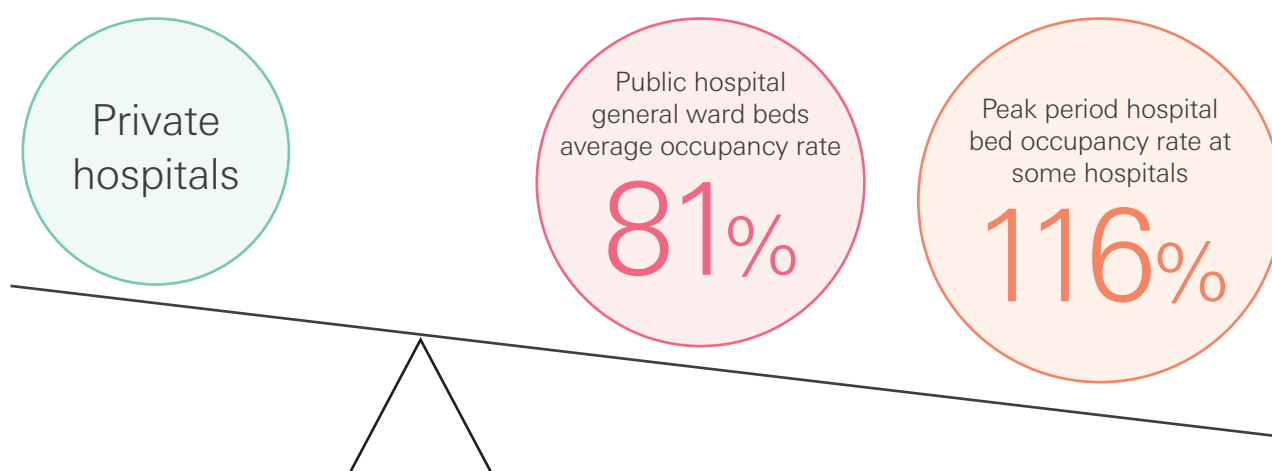 Private
hospitals
Public hospital
general ward beds
average occupancy rate
81%
Peak period hospital
bed occupancy rate at
some hospitals
116%